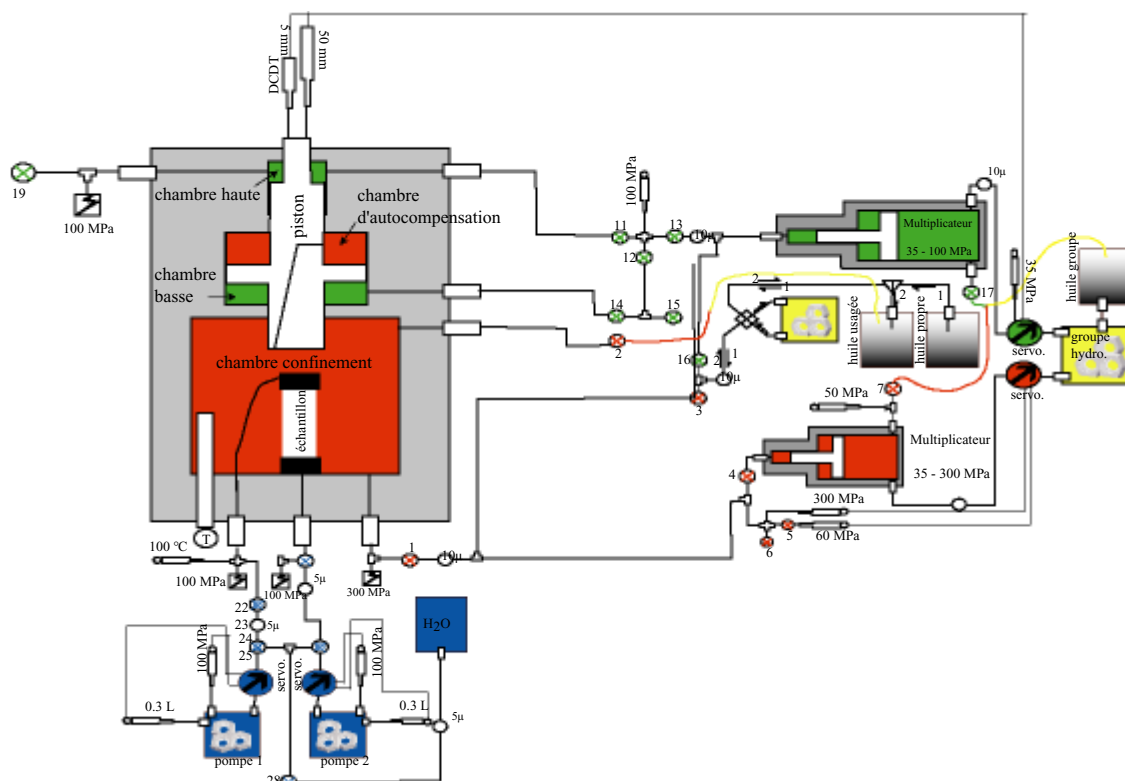 5 mm
DCDT
50 mm
19
100 MPa
chambre haute
piston
chambre
d'autocompensation
chambre
basse
chambre confinement
échantillon
T
100 MPa
11
13
10µ
12
14
15
2
16
3
2
1
2
1
10µ
Multiplicateur
35 - 100 MPa
10µ
17
35 MPa
huile groupe
2
1
huile usagée
huile propre
servo.
groupe
hydro.
servo.
7
50 MPa
Multiplicateur
35 - 300 MPa
4
300 MPa
5
60 MPa
6
100 °C
100 MPa
100 MPa
300 MPa
1
10µ
5µ
22
23
5µ
24
25
100 MPa
servo.
servo.
100 MPa
H2O
0.3 L
0.3 L
5µ
pompe 1
pompe 2
28